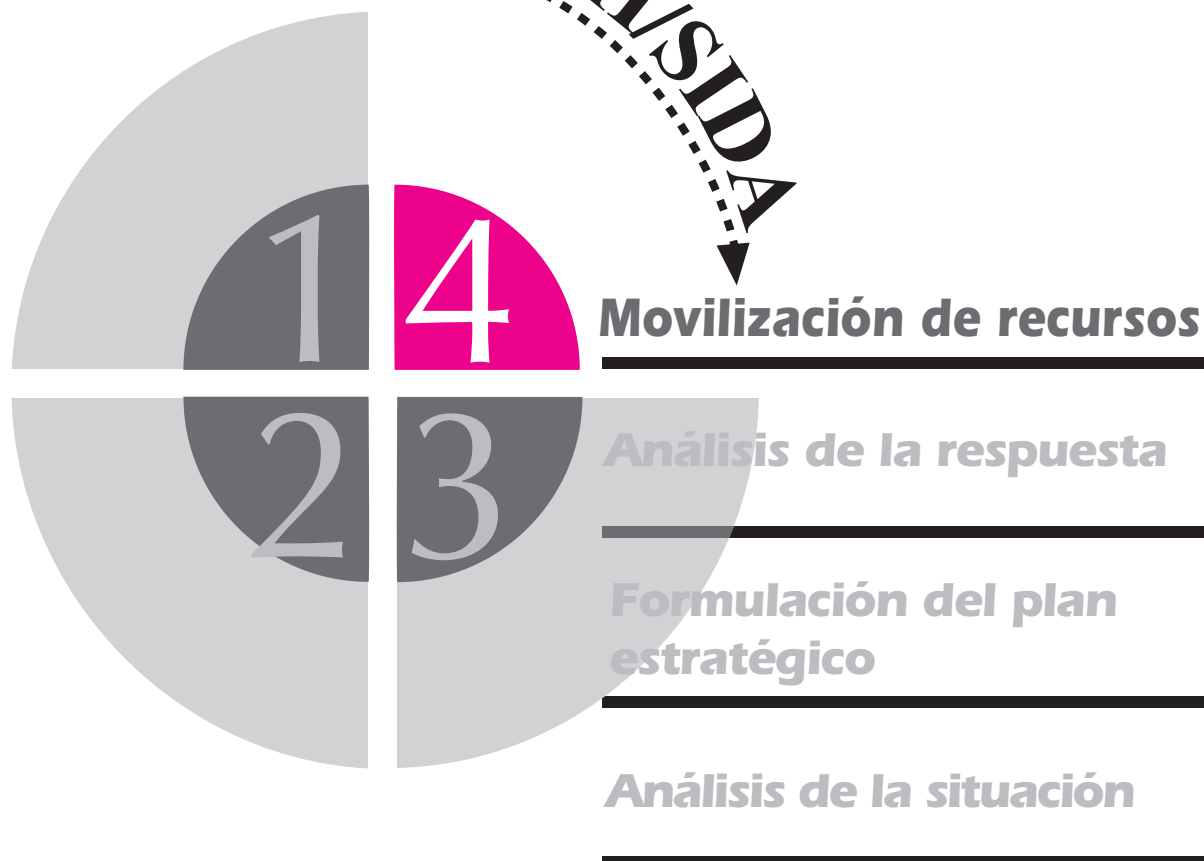 /SIDA
1 4
Movilización de recursos
2 3
Análisis de la respuesta
Formulación del plan
estratégico
Análisis de la situación